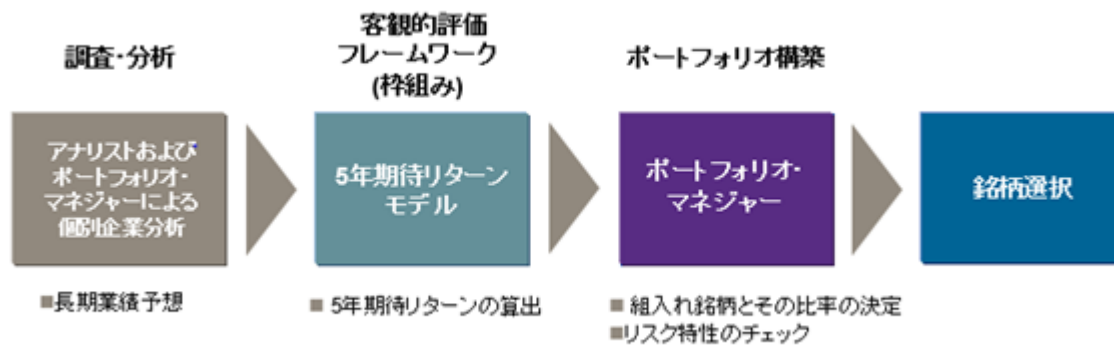 調査・分析
客観的評価
フレームワーク
(枠組み)
ポートフォリオ構築
アナリストおよび
ポートフォリオ・
マネジャーによる
個別企業分析
5年期待リターン
モデル
ポートフォリオ・
マネジャー
銘柄選択
■長期業績予想
■ 5年期待リターンの算出
■ 組入れ銘柄とその比率の決定
■リスク特性のチェック